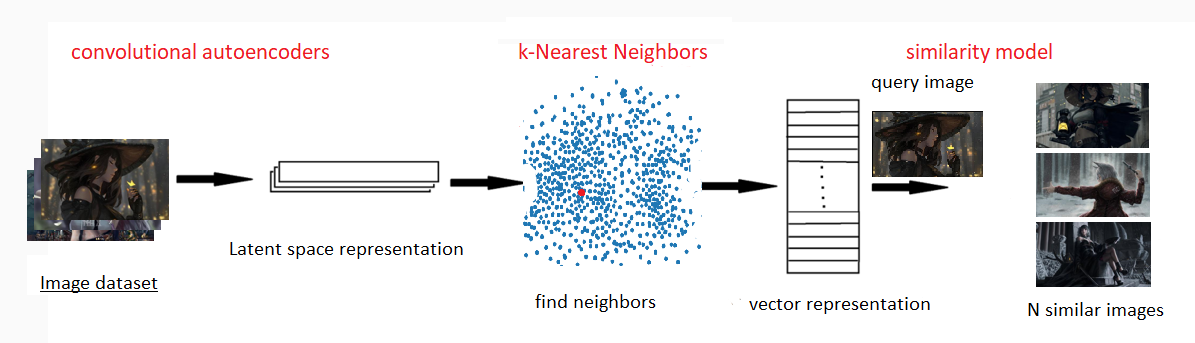 convolutional autoencoders
k-Nearest Neighbors
similarity model
query image
Latent space representation
Image dataset
find neighbors
vector representation
N similar images